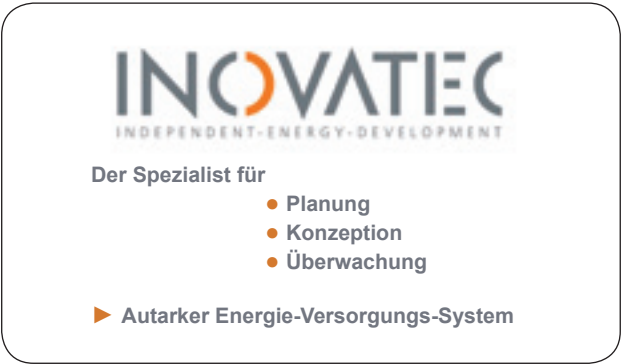 INOVATEC
INDEPENDENT-ENERGY-DEVELOPMENT
Der Spezialist für
● Planung
● Konzeption
● Überwachung
► Autarker Energie-Versorgungs-System